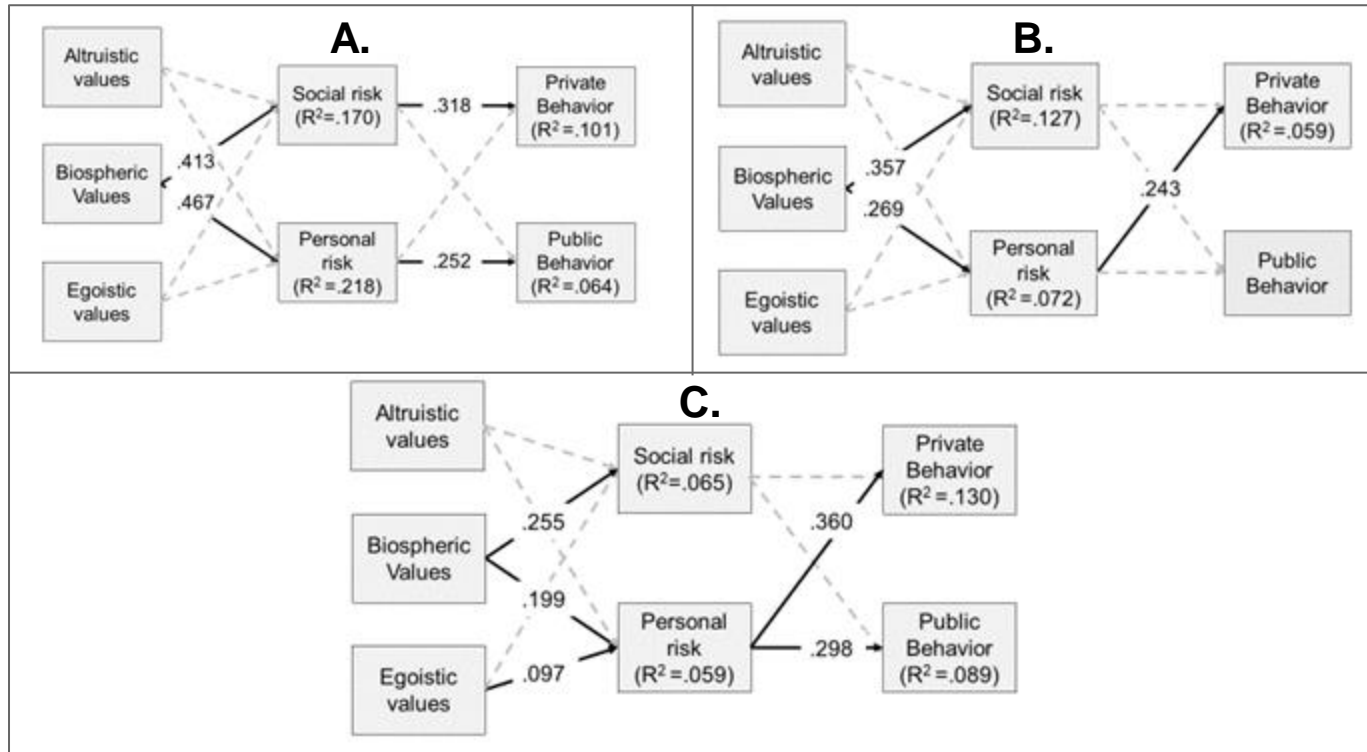 A.
Altruistic
values
Biospheric
Values
Egoistic
values
.413
.467
Social risk
(R²=.170)
Personal
risk
(R²=.218)
.318
.252
Private
Behavior
(R²=.101)
Public
Behavior
(R²=.064)
B.
Altruistic
values
Biospheric
Values
Egoistic
values
.357
.269
Social risk
(R²=.127)
Personal
risk
(R²=.072)
.243
Private
Behavior
(R²=.059)
Public
Behavior
C.
Altruistic
values
Biospheric
Values
Egoistic
values
.255
.199
.097
Social risk
(R²=.065)
Personal
risk
(R²=.059)
.360
.298
Private
Behavior
(R²=.130)
Public
Behavior
(R²=.089)